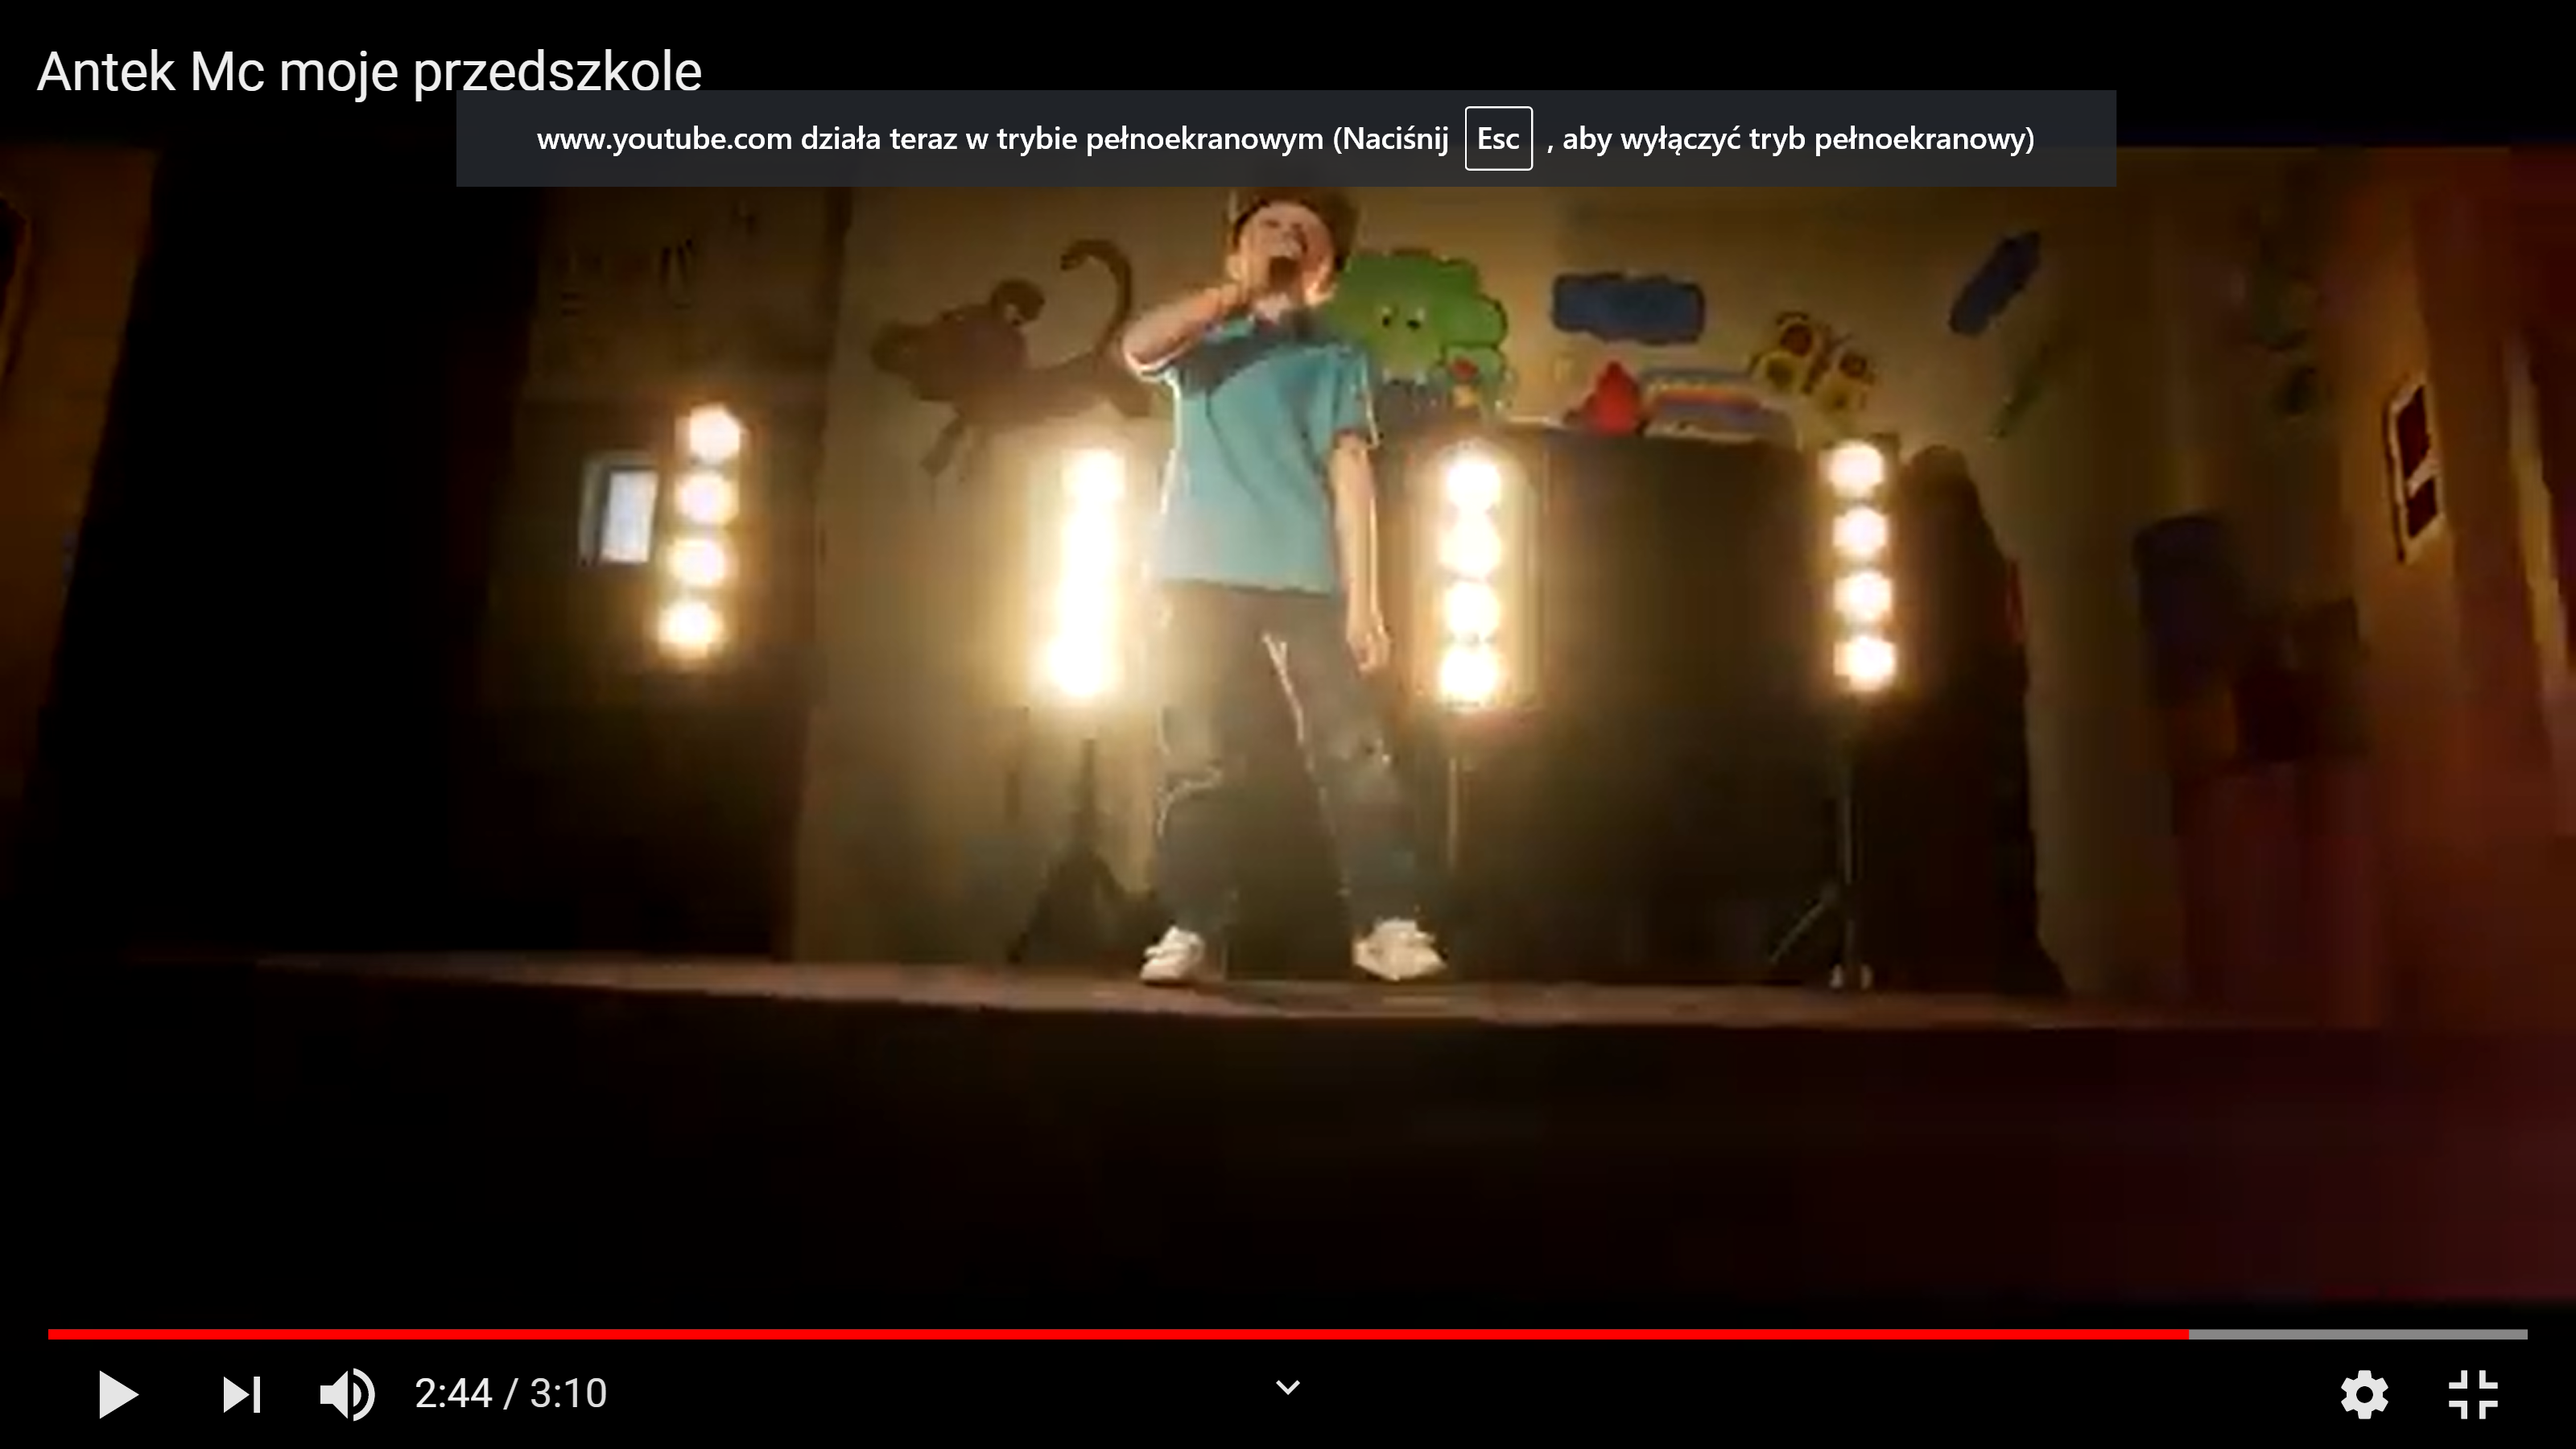 Antek Mc moje przedszkole
www.youtube.com działa teraz w trybie pełnoekranowym (Naciśnij Esc , aby wyłączyć tryb pełnoekranowy)
2:44 / 3:10